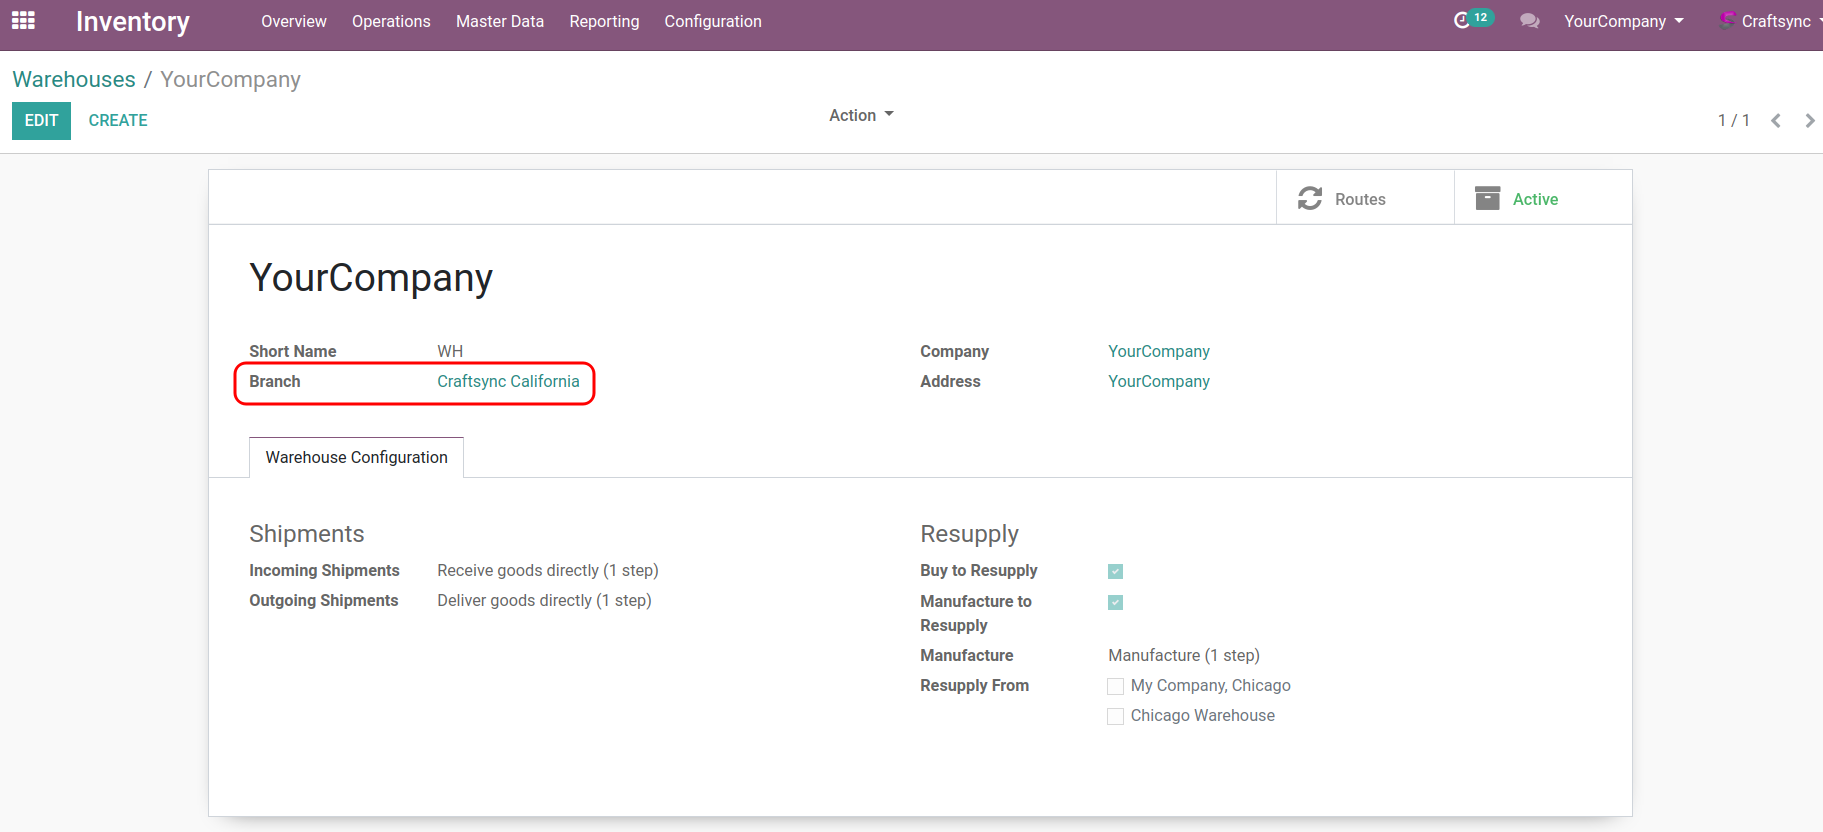 Inventory Overview Operations Master Data Reporting Configuration 12 YourCompany Craftsync
Warehouses / YourCompany
EDIT CREATE Action 1 / 1
Routes Active
YourCompany
Short Name WH Company YourCompany
Branch Craftsync California Address YourCompany
Warehouse Configuration
Shipments Resupply
Incoming Shipments Receive goods directly (1 step) Buy to Resupply
Outgoing Shipments Deliver goods directly (1 step) Manufacture to
Resupply
Manufacture Manufacture (1 step)
Resupply From My Company, Chicago
Chicago Warehouse